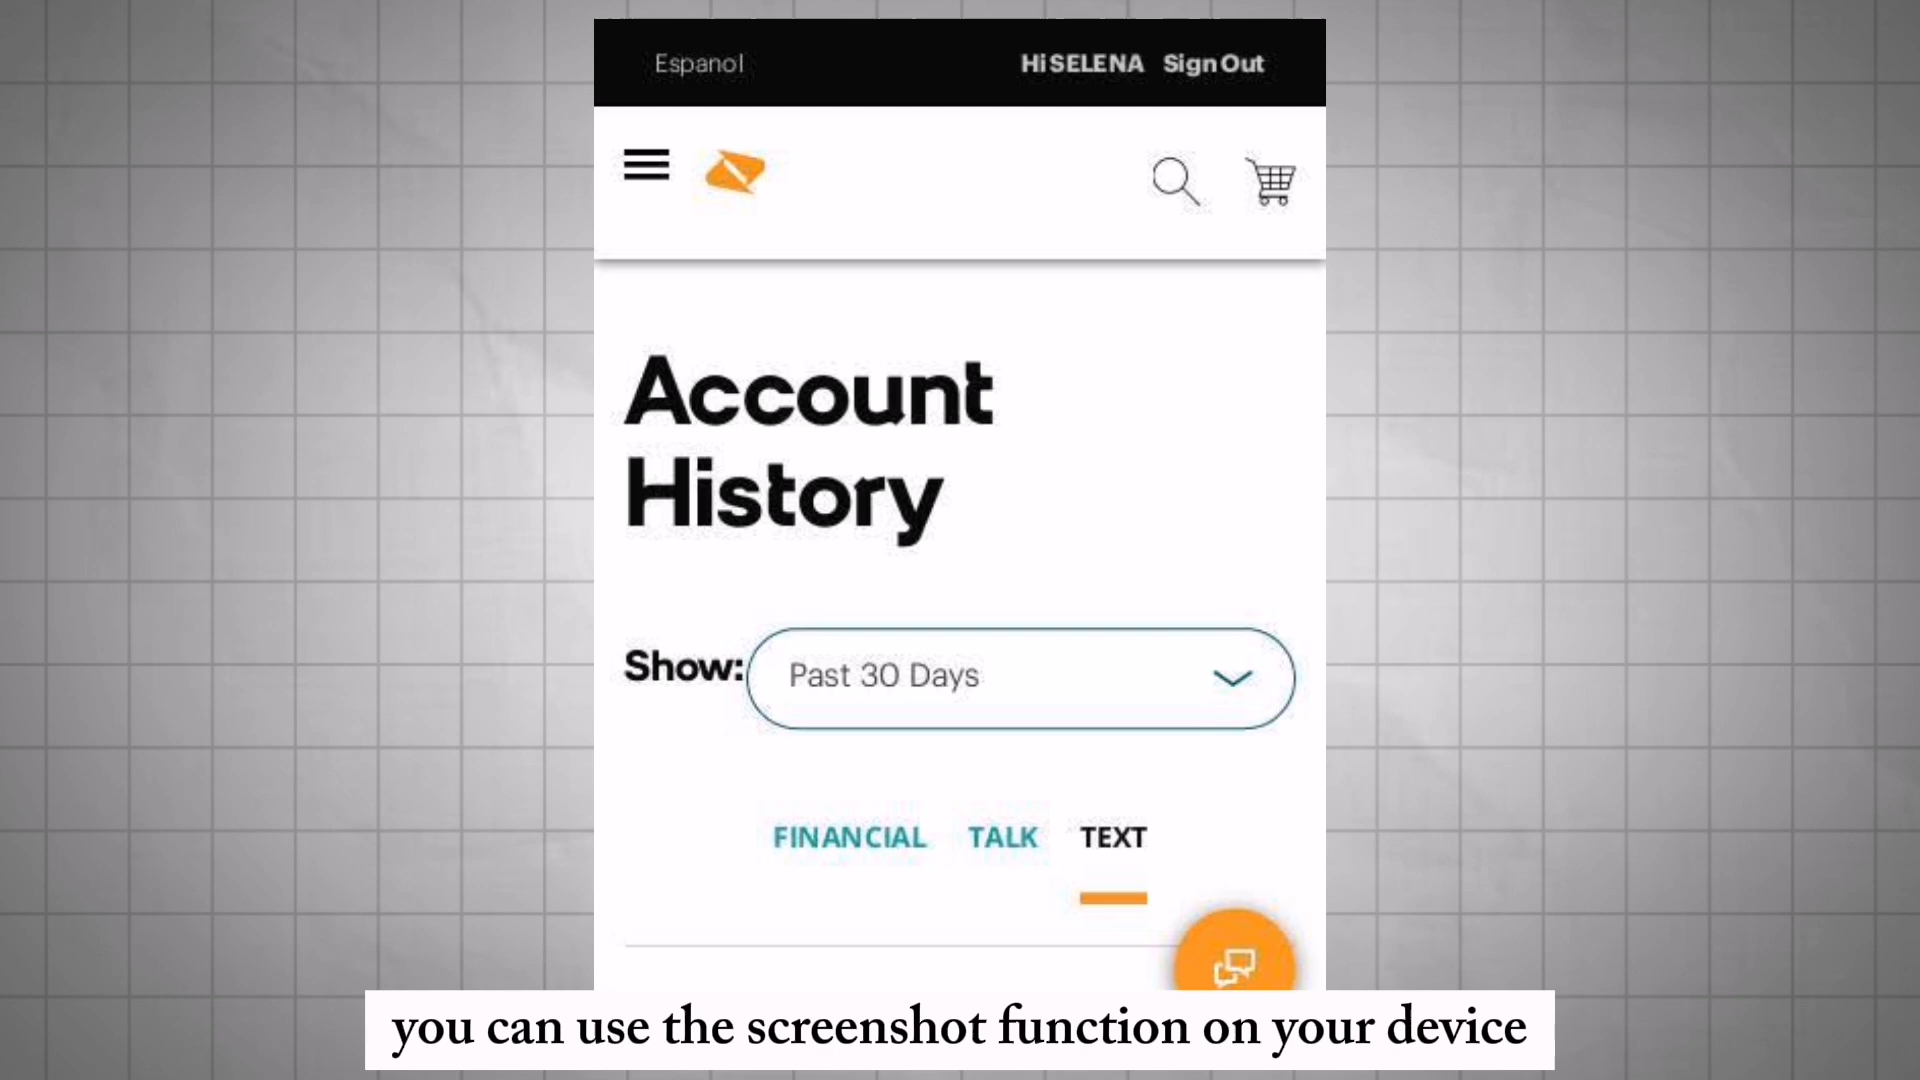 Espanol Hi SELENA Sign Out
Account
History
Show: Past 30 Days
FINANCIAL TALK TEXT
you can use the screenshot function on your device